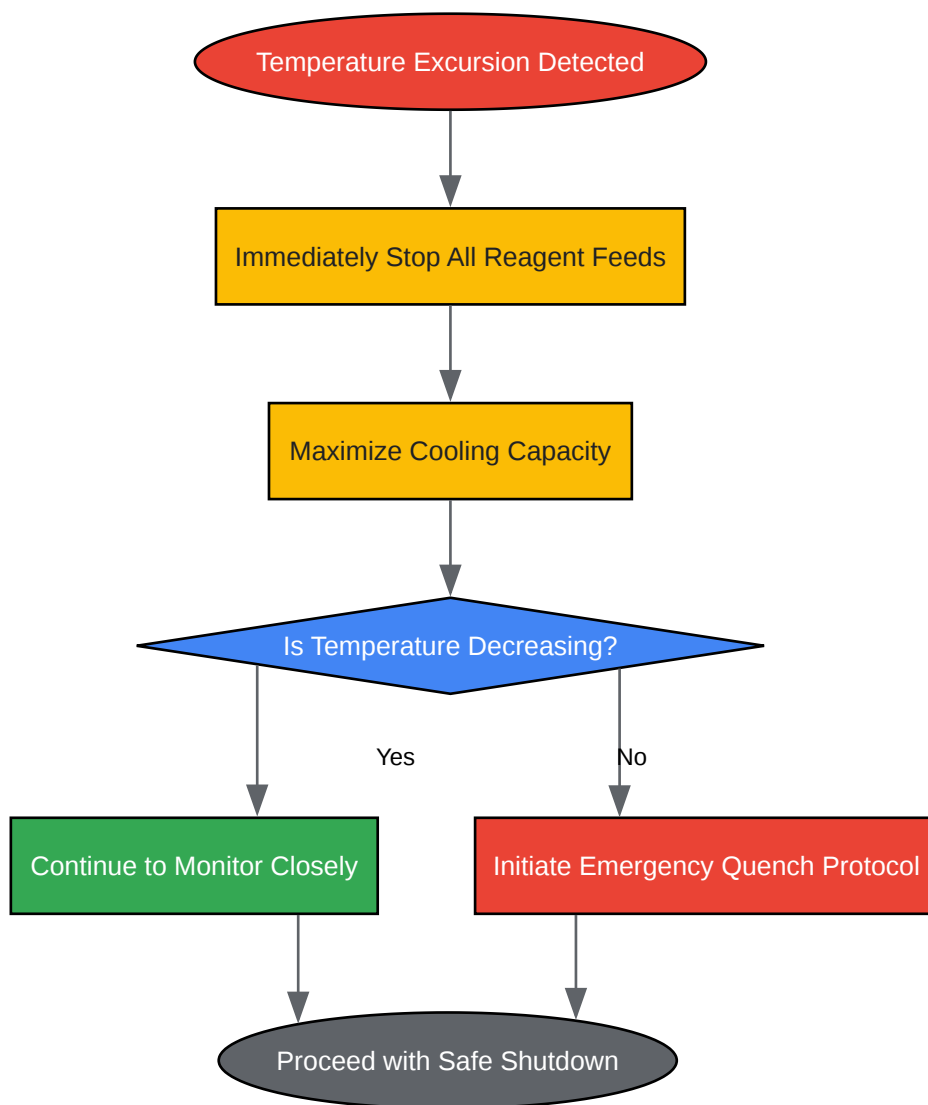 Temperature Excursion Detected
Immediately Stop All Reagent Feeds
Maximize Cooling Capacity
Is Temperature Decreasing?
Yes
No
Continue to Monitor Closely
Initiate Emergency Quench Protocol
Proceed with Safe Shutdown